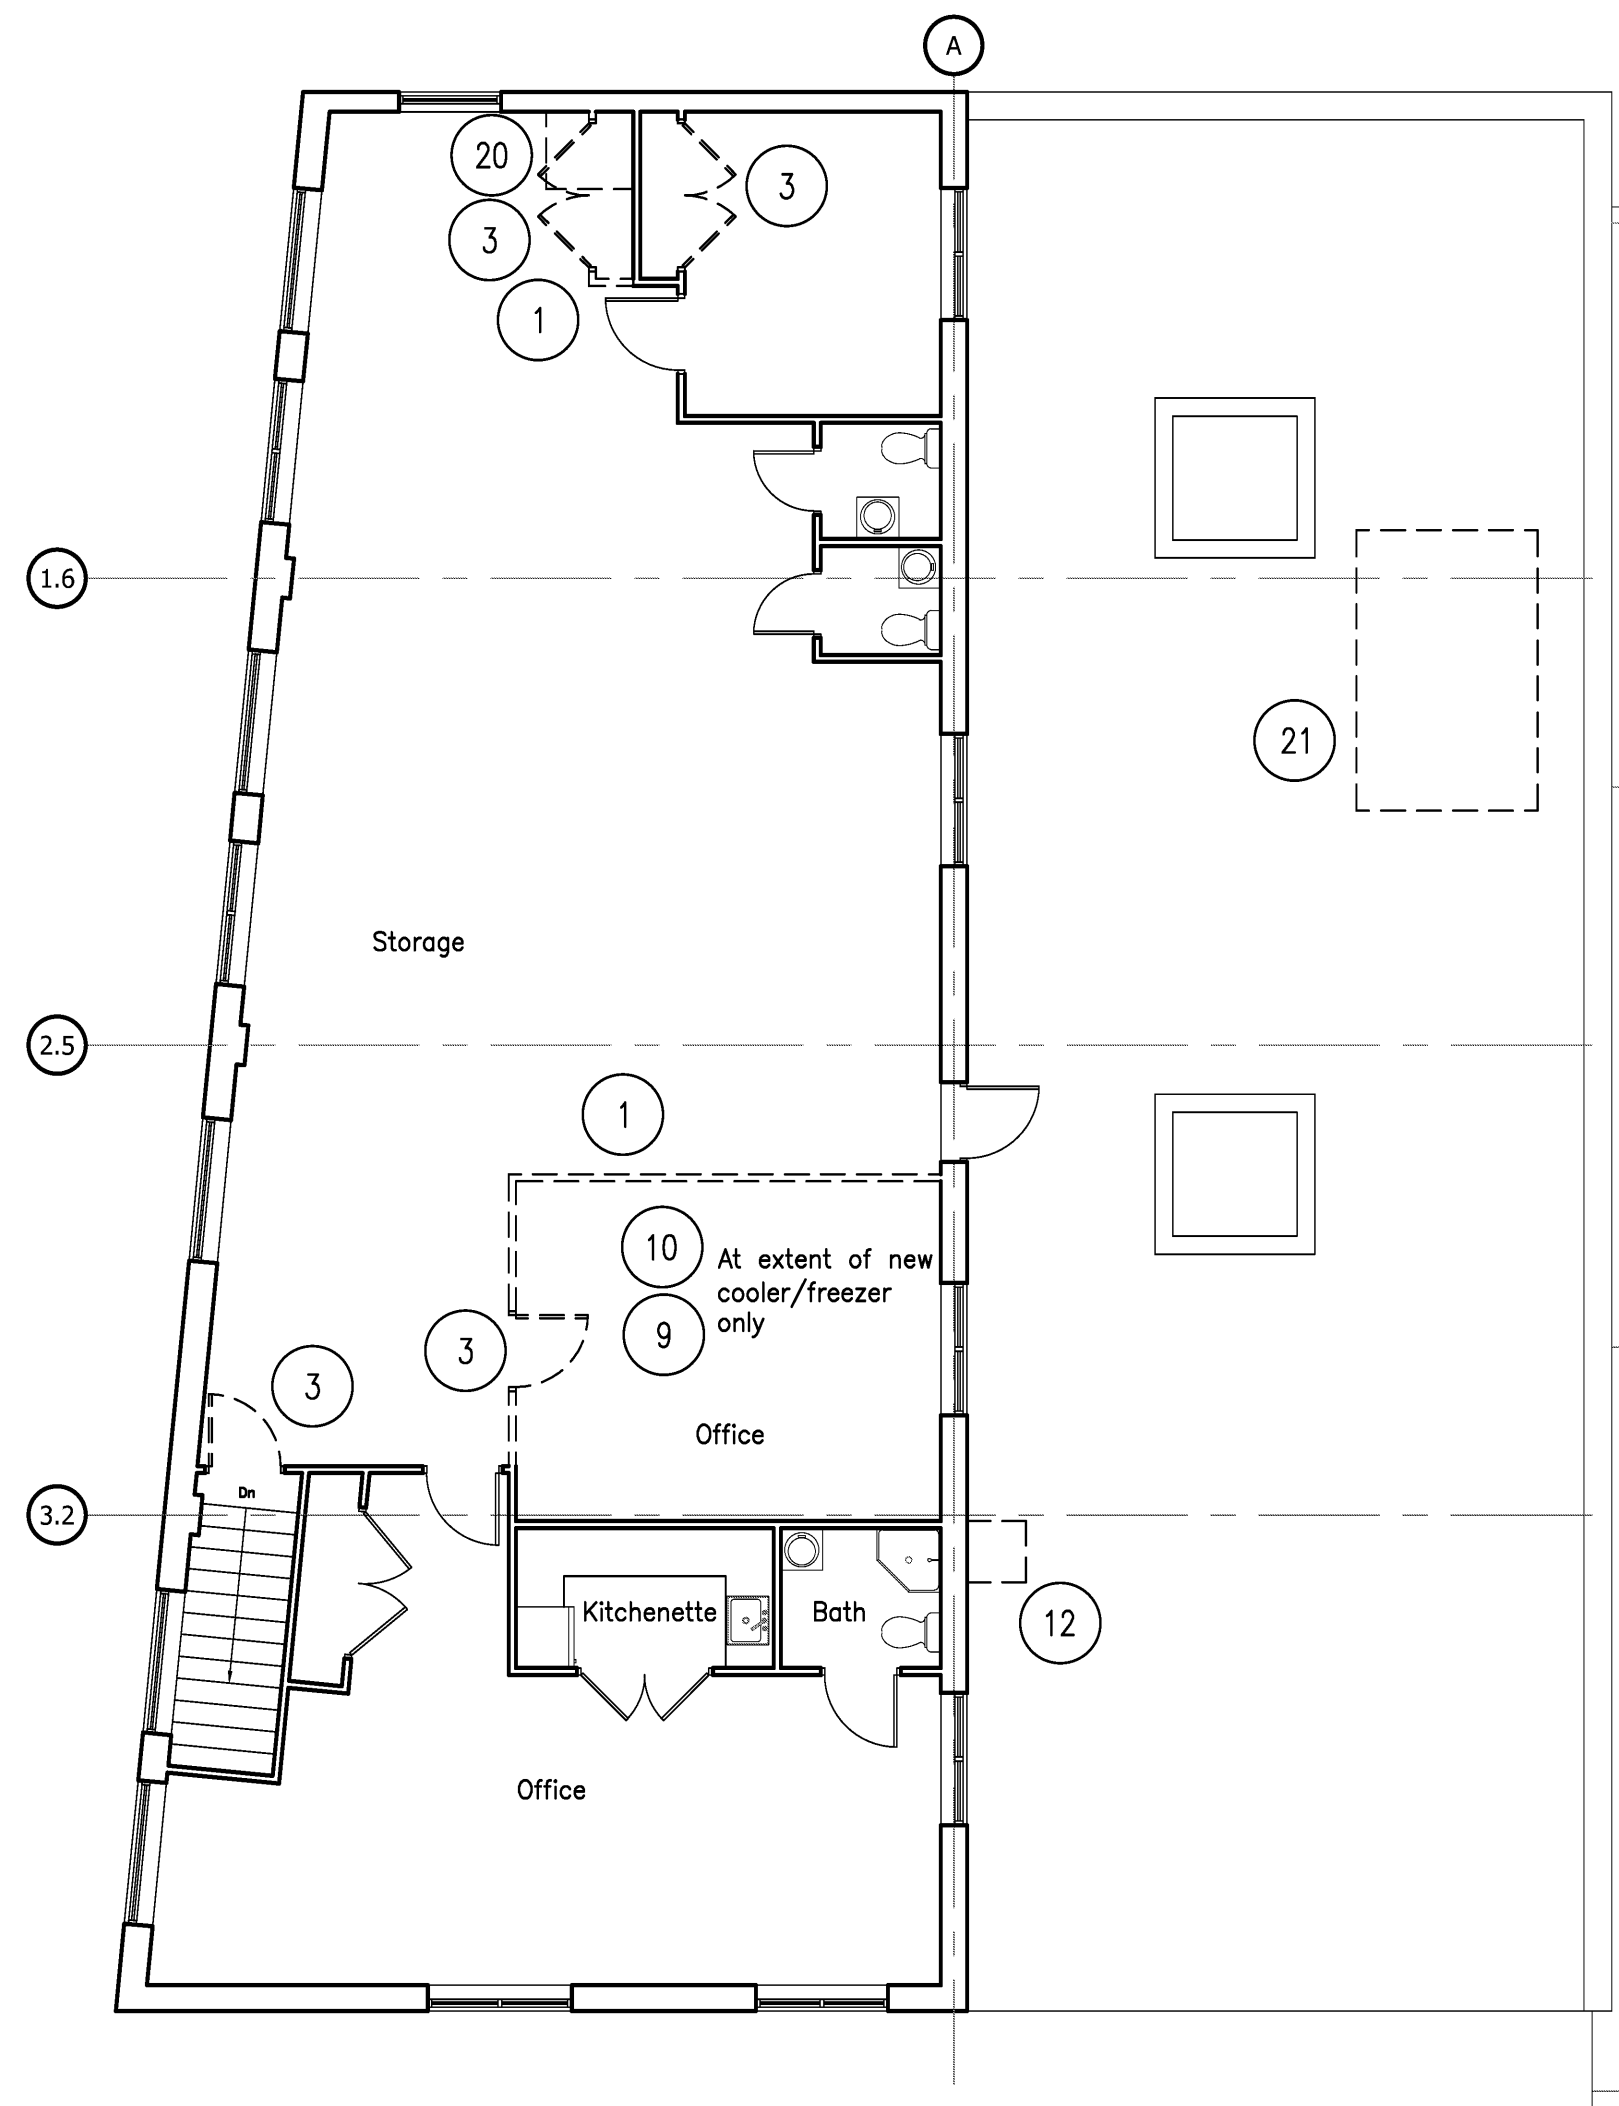 A
20
3
3
1
1.6
21
Storage
2.5
1
10
At extent of new
cooler/freezer
only
9
3
3
Office
Dn
3.2
Kitchenette
Bath
12
Office